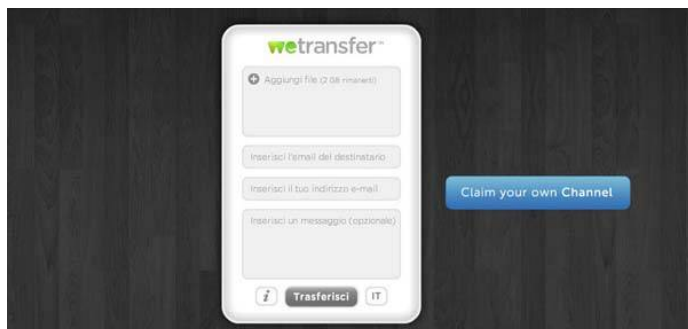 wetransfer™
Aggiungi file (2 GB rimanenti)
Inserisci l'email del destinatario
Inserisci il tuo indirizzo e-mail
Claim your own Channel
Inserisci un messaggio (opzionale)
i Trasferisci IT